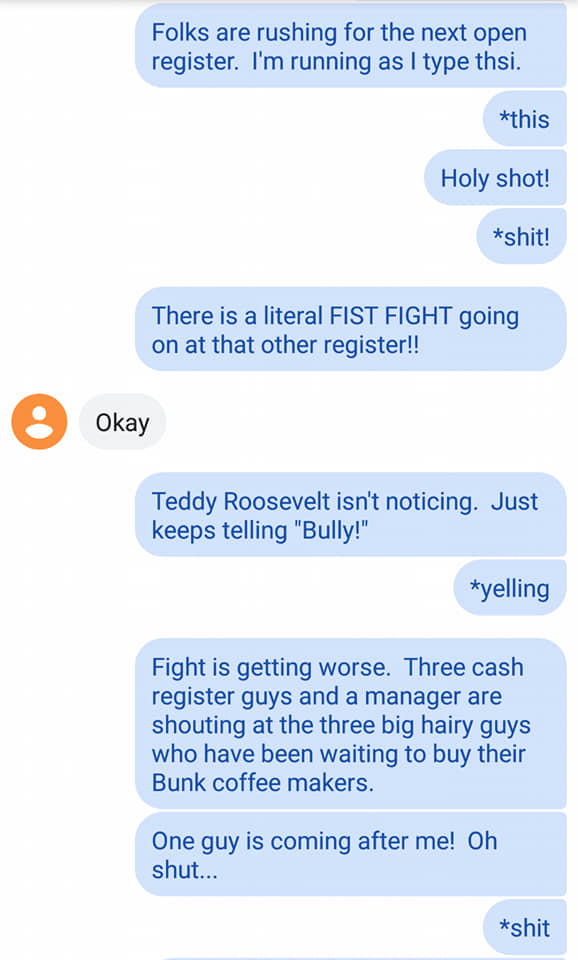 Folks are rushing for the next open
register.  I'm running as I type thsi.
*this
Holy shot!
*shit!
There is a literal FIST FIGHT going
on at that other register!!
Okay
Teddy Roosevelt isn't noticing.  Just
keeps telling "Bully!"
*yelling
Fight is getting worse.  Three cash
register guys and a manager are
shouting at the three big hairy guys
who have been waiting to buy their
Bunk coffee makers.
One guy is coming after me!  Oh
shut...
*shit